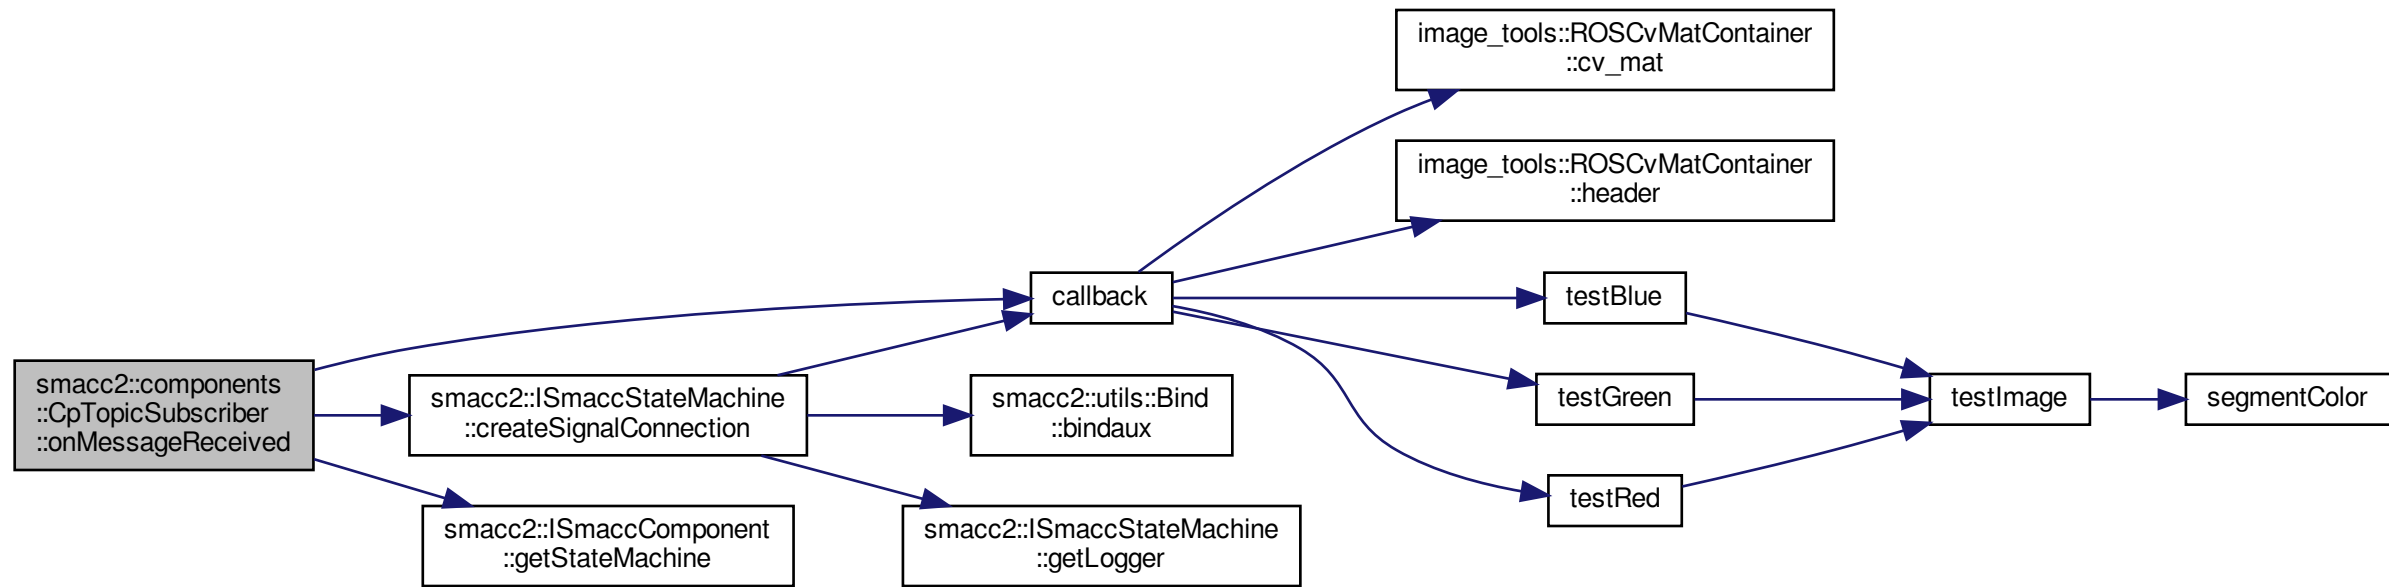 smacc2::components
::CpTopicSubscriber
::onMessageReceived
smacc2::ISmaccStateMachine
::createSignalConnection
smacc2::ISmaccComponent
::getStateMachine
callback
smacc2::utils::Bind
::bindaux
smacc2::ISmaccStateMachine
::getLogger
image_tools::ROSCvMatContainer
::cv_mat
image_tools::ROSCvMatContainer
::header
testBlue
testGreen
testRed
testImage
segmentColor